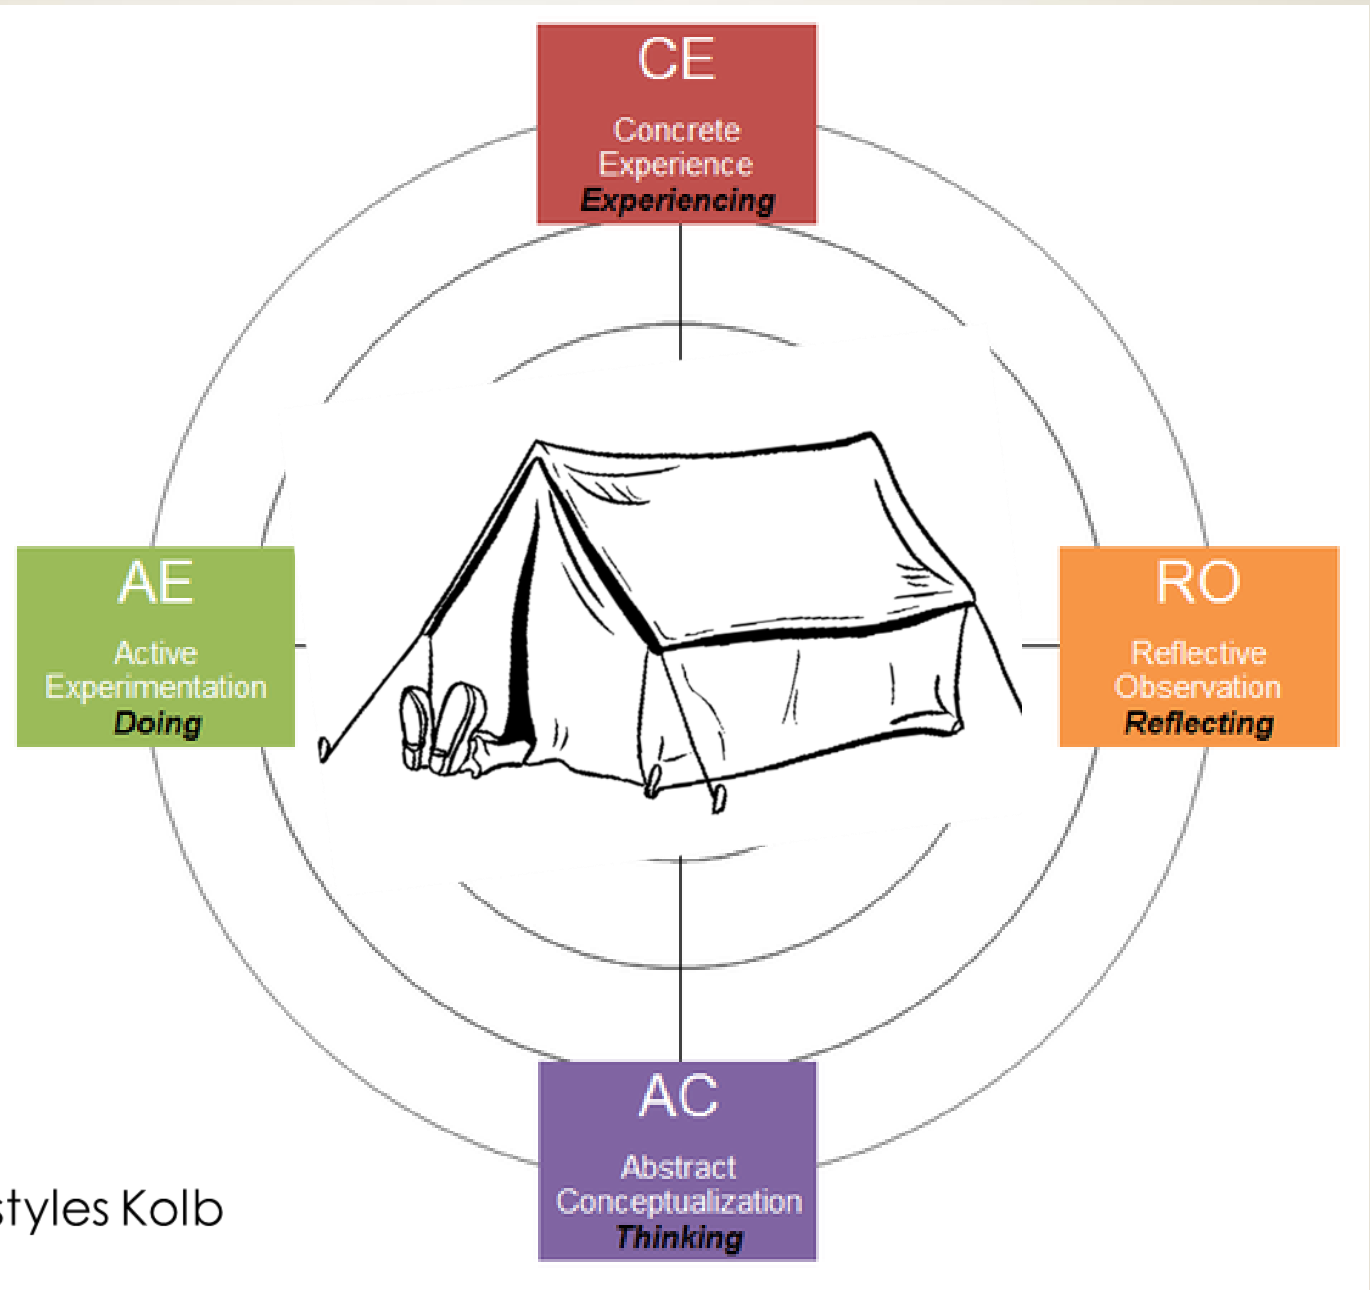 CE
Concrete
Experience
Experiencing
AE
Active
Experimentation
Doing
RO
Reflective
Observation
Reflecting
AC
Abstract
Conceptualization
Thinking
styles Kolb